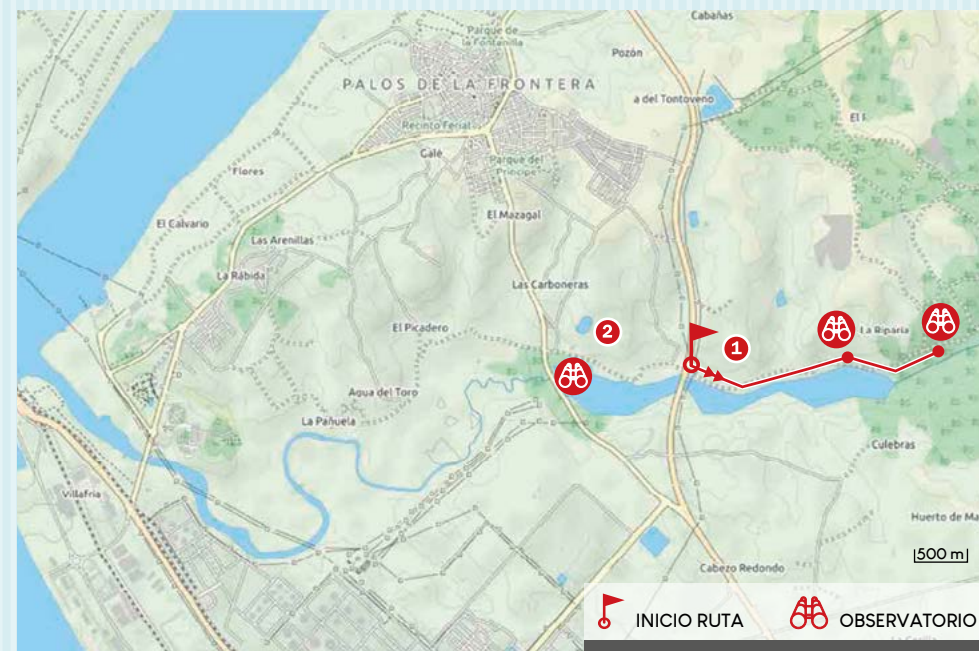 Cabañas
Parque de
la Fontanilla
Pozón
PALOS DE LA FRONTERA
a del Tontoveno
El F
Recinto Ferial
Galé
Parque del
Príncipe
Flores
El Mazagal
El Calvario
Las Arenillas
La Rábida
Las Carboneras
El Picadero
2
1
La Riparia
Agua del Toro
La Pañuela
Culebras
Villafría
Huerto de Ma
500 m
Cabezo Redondo
INICIO RUTA
OBSERVATORIO